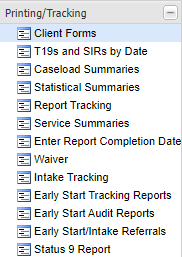 Printing/Tracking
Client Forms
T19s and SIRs by Date
Caseload Summaries
Statistical Summaries
Report Tracking
Service Summaries
Enter Report Completion Date
Waiver
Intake Tracking
Early Start Tracking Reports
Early Start Audit Reports
Early Start/Intake Referrals
Status 9 Report